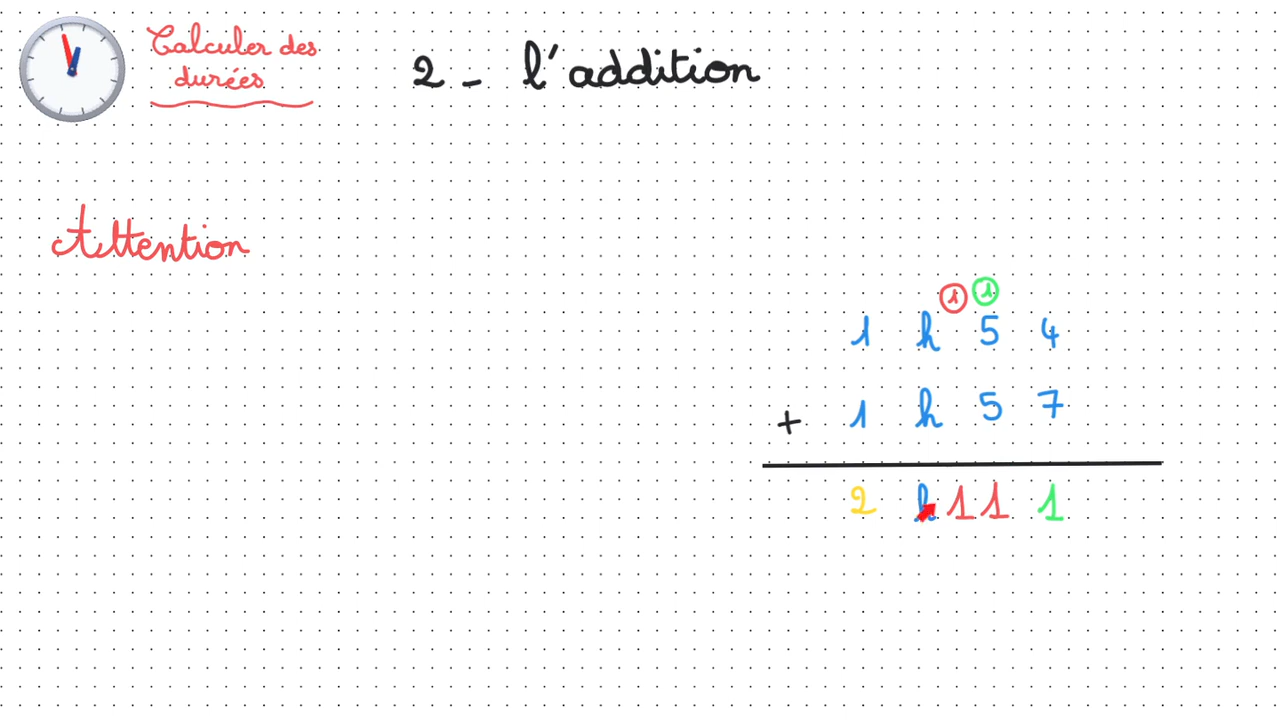 Calculer des
durées
2 - l'addition
Attention
1 1
1 h 5 4
+ 1 h 5 7
2 h 1 1 1